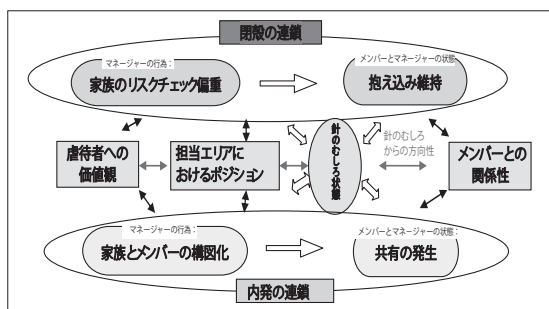 閉殻の連鎖
マネージャーの行為:
家族のリスクチェック偏重
メンバーとマネージャーの状態:
抱え込み維持
虐待者への
価値観
担当エリアに
おけるポジション
針のむしろ状態
針のむしろ
からの方向性
メンバーとの
関係性
マネージャーの行為:
家族とメンバーの構図化
メンバーとマネージャーの状態:
共有の発生
内発の連鎖